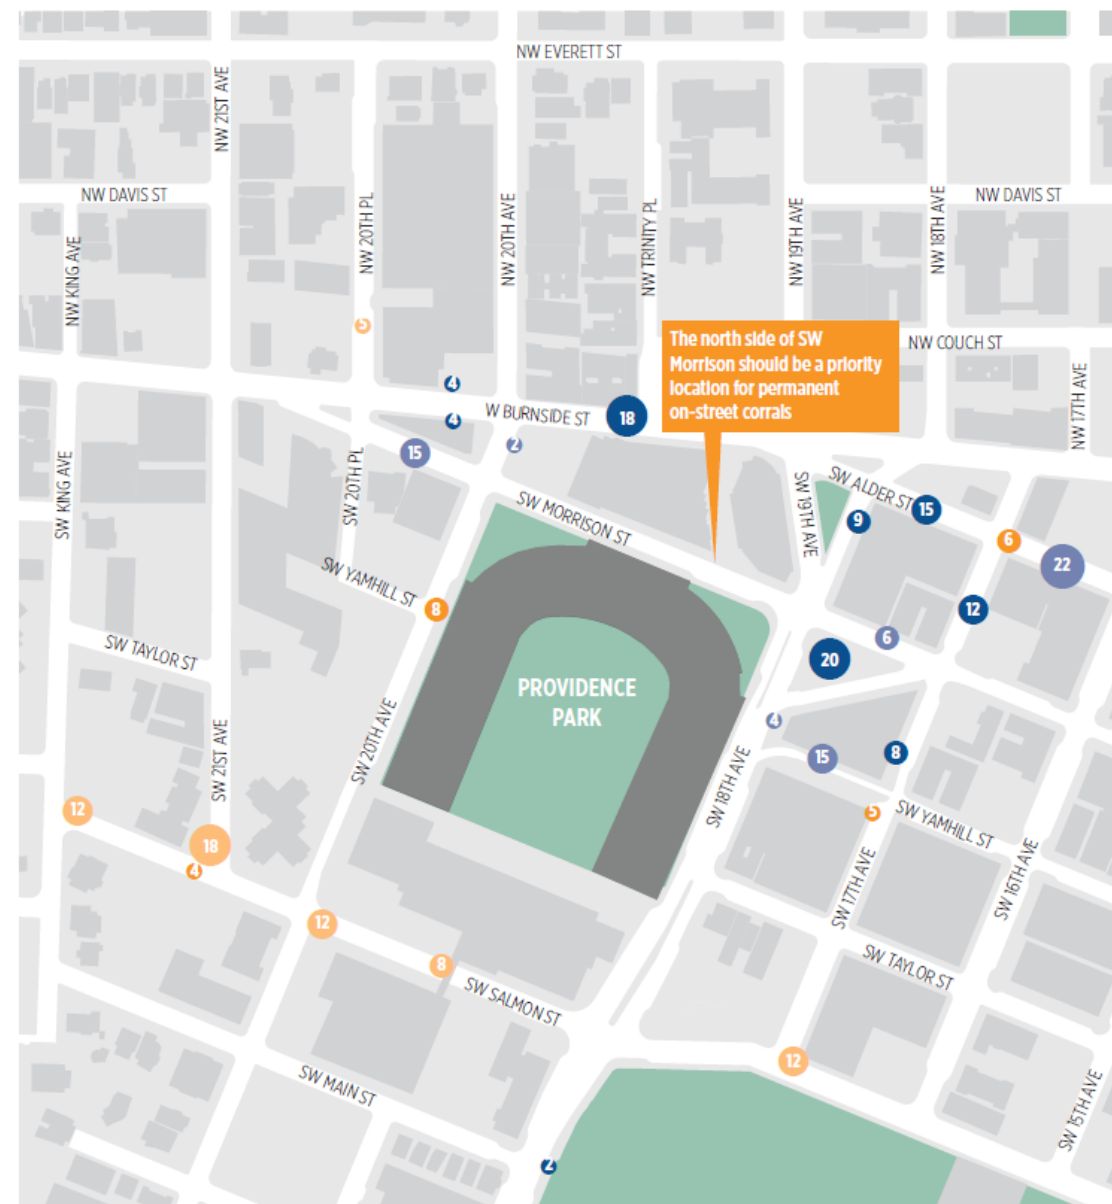 NW EVERETT ST
NW 21ST AVE
NW DAVIS ST
NW DAVIS ST
NW KING AVE
NW 20TH PL
NW 20TH AVE
NW TRINITY PL
NW 19TH AVE
NW 18TH AVE
5
The north side of SW
Morrison should be a priority
location for permanent
on-street corrals
NW COUCH ST
NW 17TH AVE
4
4
W BURNSIDE ST
18
2
15
SW KING AVE
SW 20TH PL
SW MORRISON ST
SW 19TH AVE
SW ALDER ST
9
15
6
22
SW YAMHILL ST
8
12
6
20
SW TAYLOR ST
PROVIDENCE
PARK
4
15
8
SW 21ST AVE
SW 20TH AVE
SW 18TH AVE
12
18
4
5
SW YAMHILL ST
SW 17TH AVE
SW 16TH AVE
12
8
SW SALMON ST
SW TAYLOR ST
12
SW MAIN ST
SW 15TH AVE
2